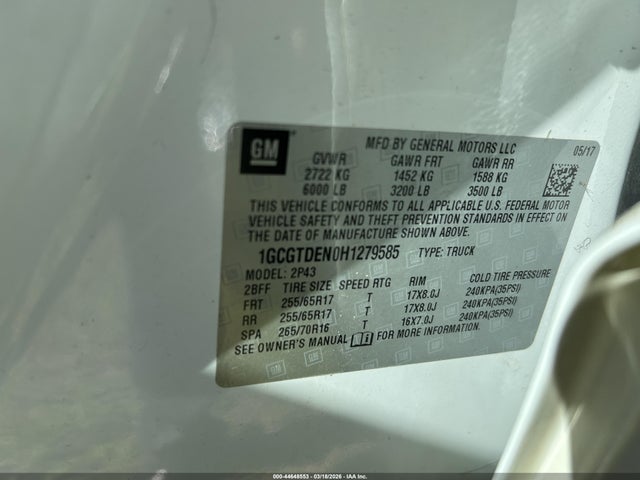 GM
MFD BY GENERAL MOTORS LLC
05/17
GVWR GAWR FRT GAWR RR
2722 KG 1452 KG 1588 KG
6000 LB 3200 LB 3500 LB
THIS VEHICLE CONFORMS TO ALL APPLICABLE U.S. FEDERAL MOTOR
VEHICLE SAFETY AND THEFT PREVENTION STANDARDS IN EFFECT ON
THE DATE OF MANUFACTURE SHOWN ABOVE.
1GCGTDEN0H1279585 TYPE: TRUCK
MODEL: 2P43
2BFF TIRE SIZE SPEED RTG RIM COLD TIRE PRESSURE
FRT 255/65R17 T 17X8.0J 240KPA(35PSI)
RR 255/65R17 T 17X8.0J 240KPA(35PSI)
SPA 265/70R16 T 16X7.0J 240KPA(35PSI)
SEE OWNER'S MANUAL FOR MORE INFORMATION.
000-44648553 - 03/18/2026 - COPYRIGHT IAA, LLC